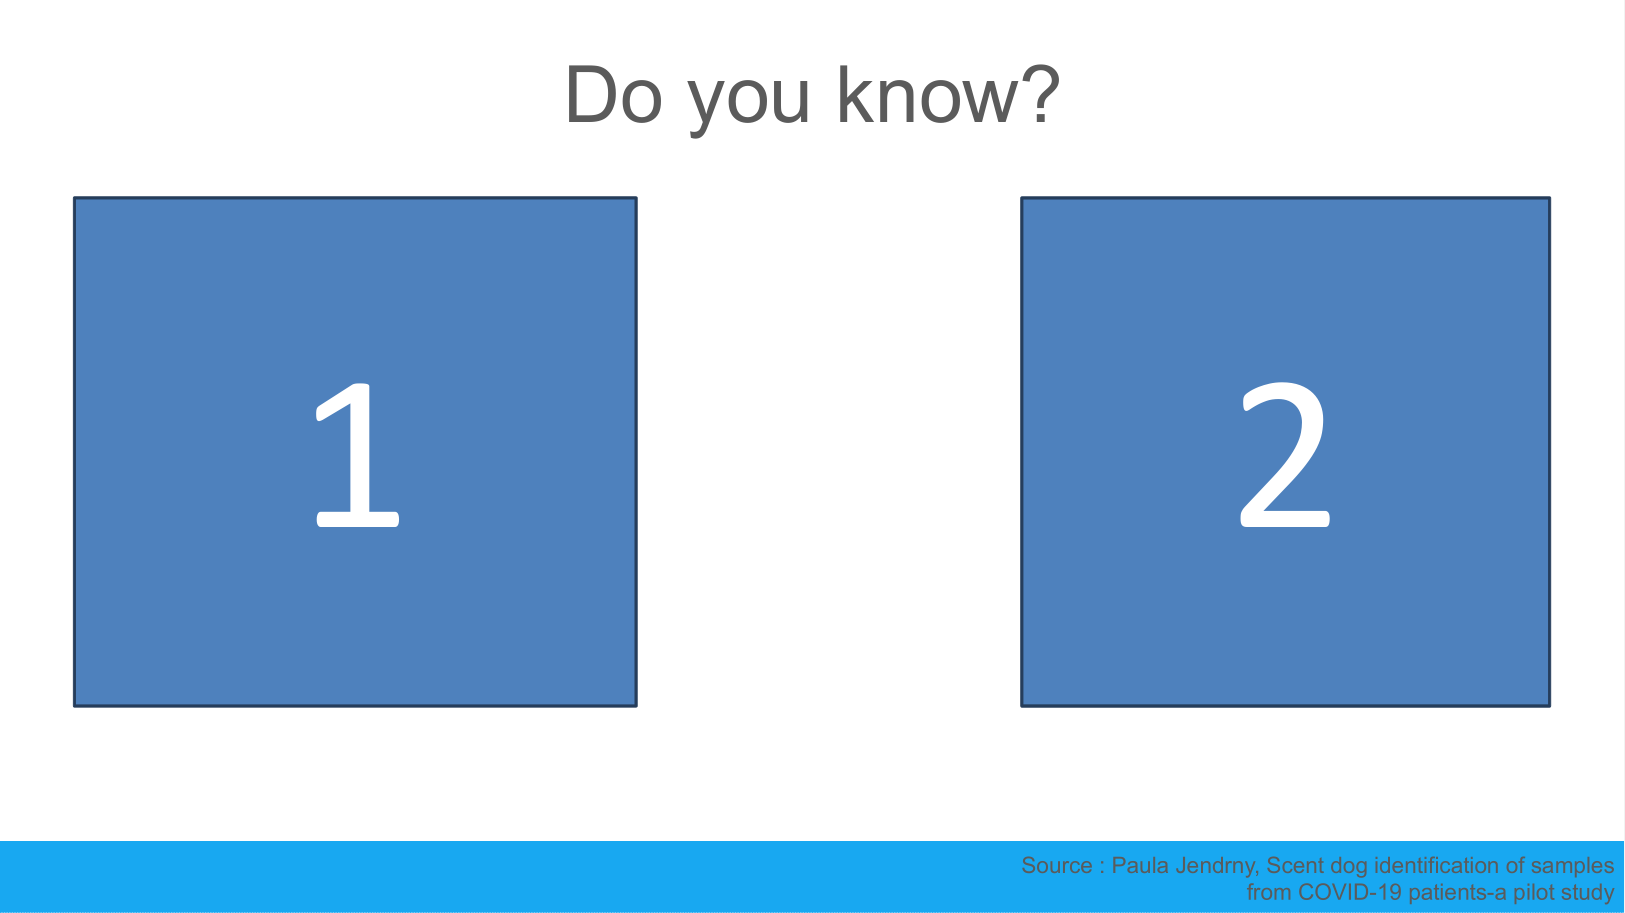 Do you know?
1
2
Source : Paula Jendrny, Scent dog identification of samples
from COVID-19 patients-a pilot study